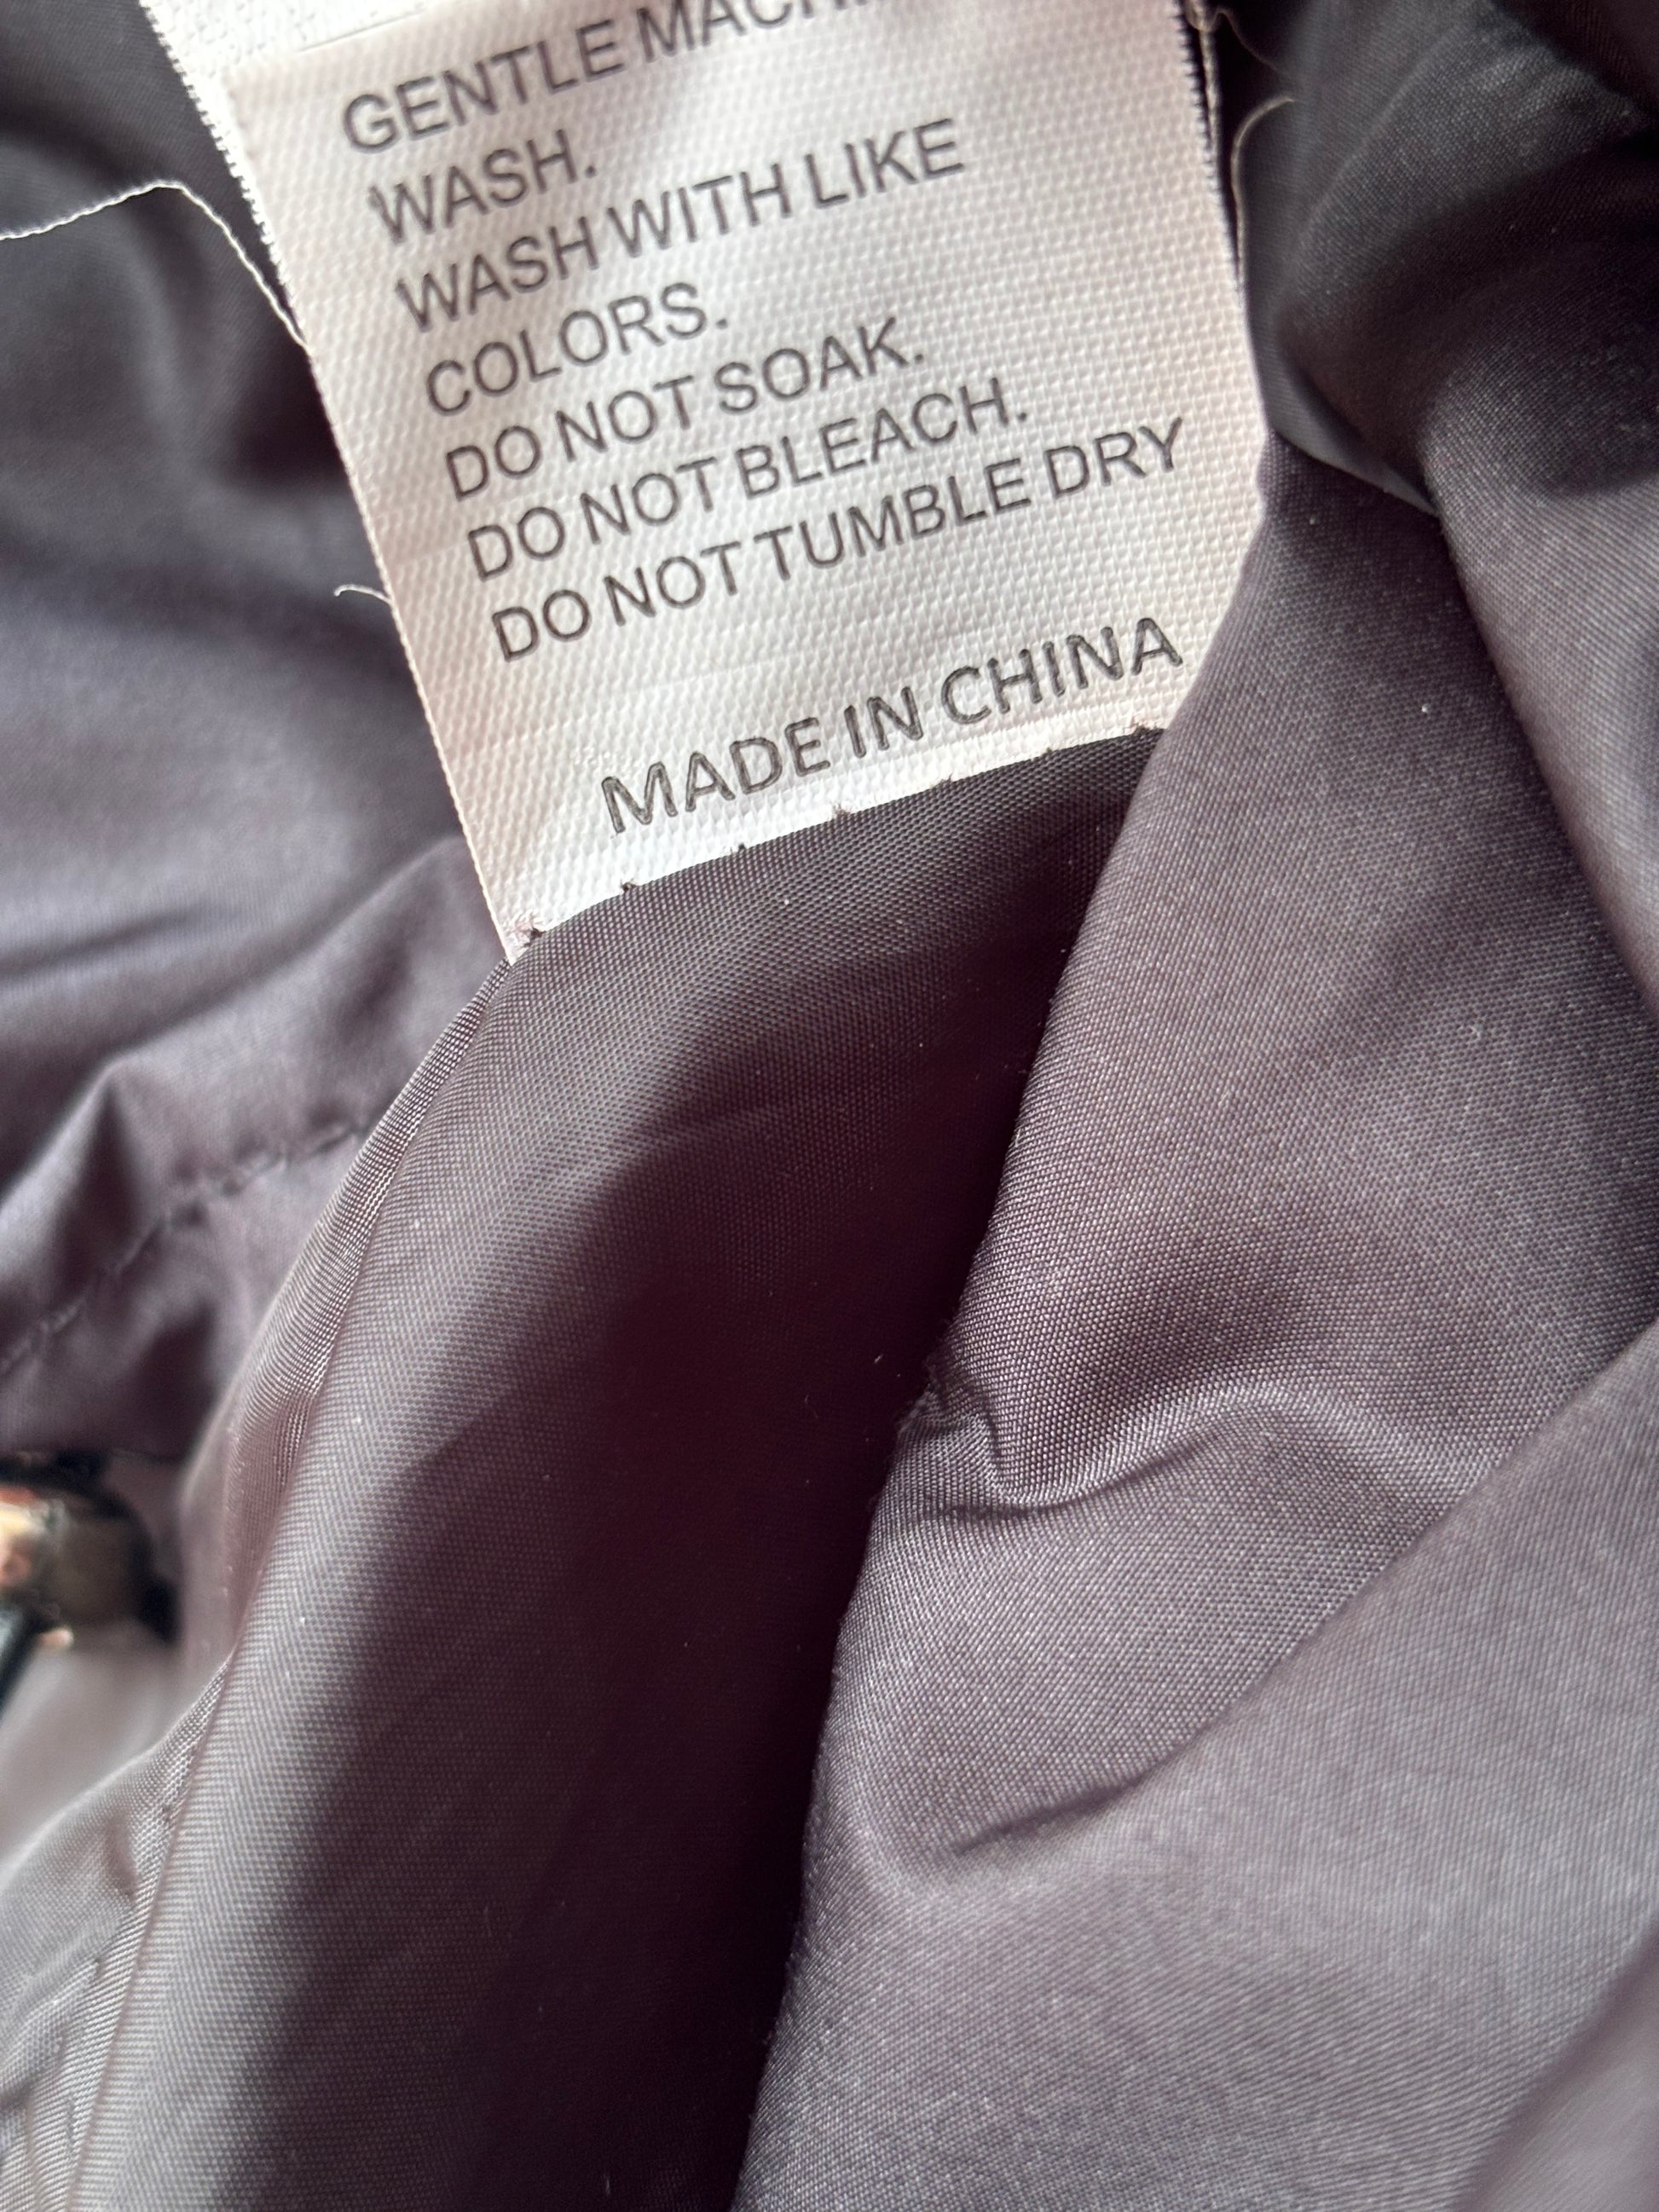 GENTLE MACHI
WASH.
WASH WITH LIKE
COLORS.
DO NOT SOAK.
DO NOT BLEACH.
DO NOT TUMBLE DRY
MADE IN CHINA